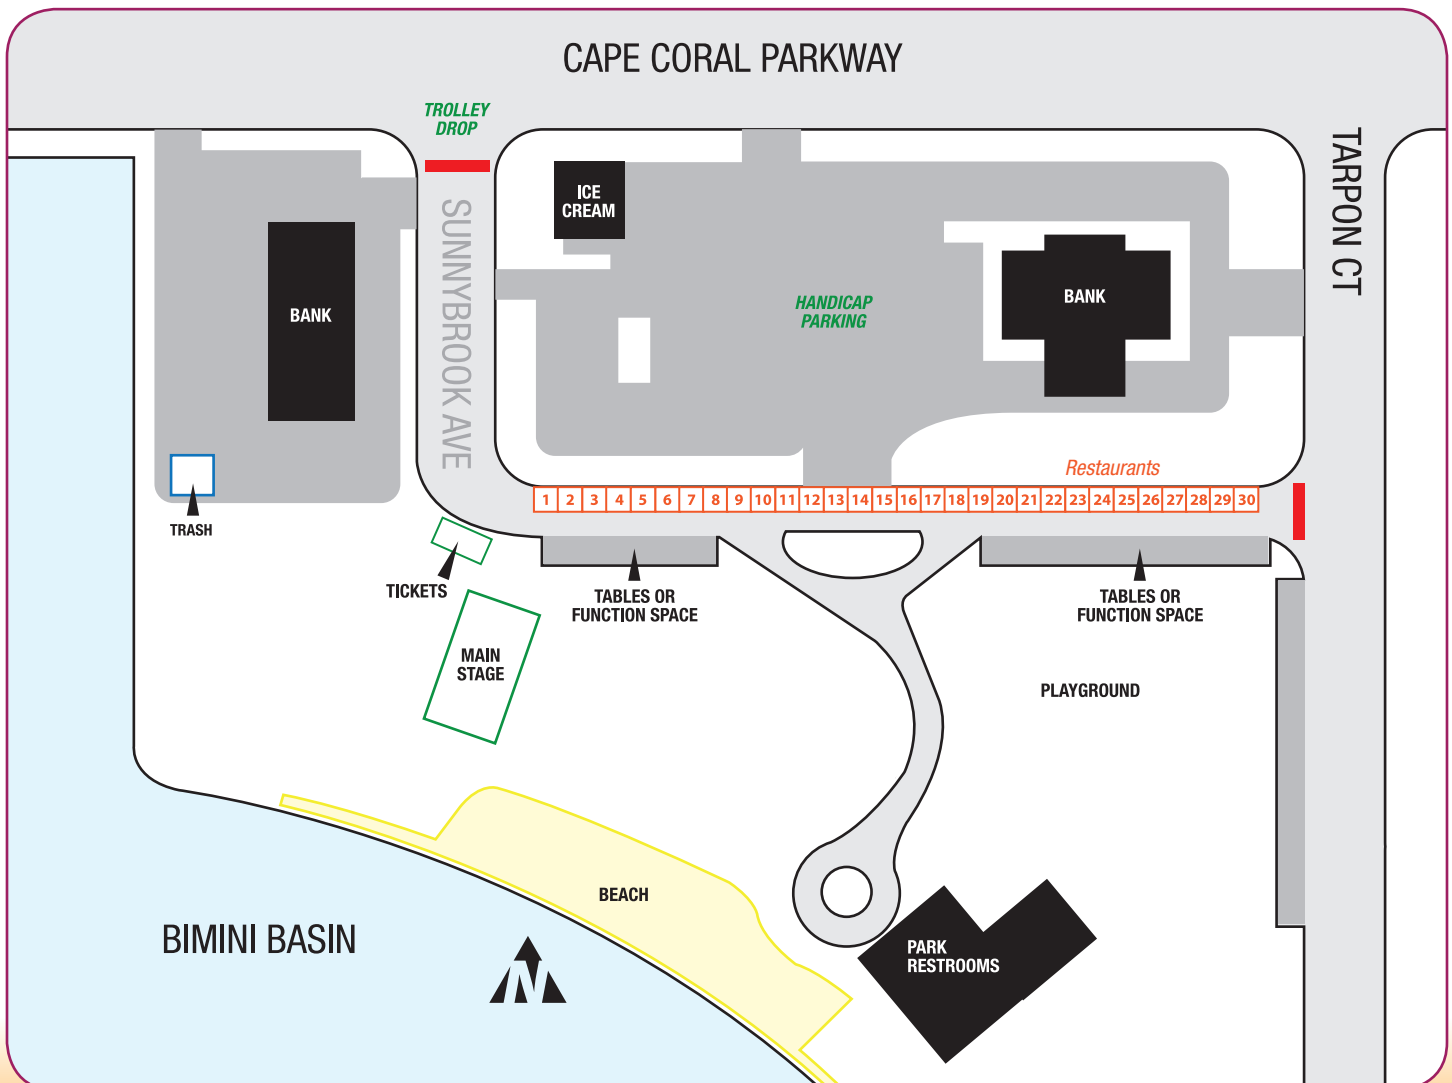 CAPE CORAL PARKWAY
TROLLEY
DROP
TARPON CT
ICE
CREAM
SUNNYBROOK AVE
BANK
HANDICAP
PARKING
BANK
Restaurants
1 2 3 4 5 6 7 8 9 10 11 12 13 14 15 16 17 18 19 20 21 22 23 24 25 26 27 28 29 30
TRASH
TICKETS
TABLES OR
FUNCTION SPACE
TABLES OR
FUNCTION SPACE
MAIN
STAGE
PLAYGROUND
BEACH
BIMINI BASIN
PARK
RESTROOMS
N